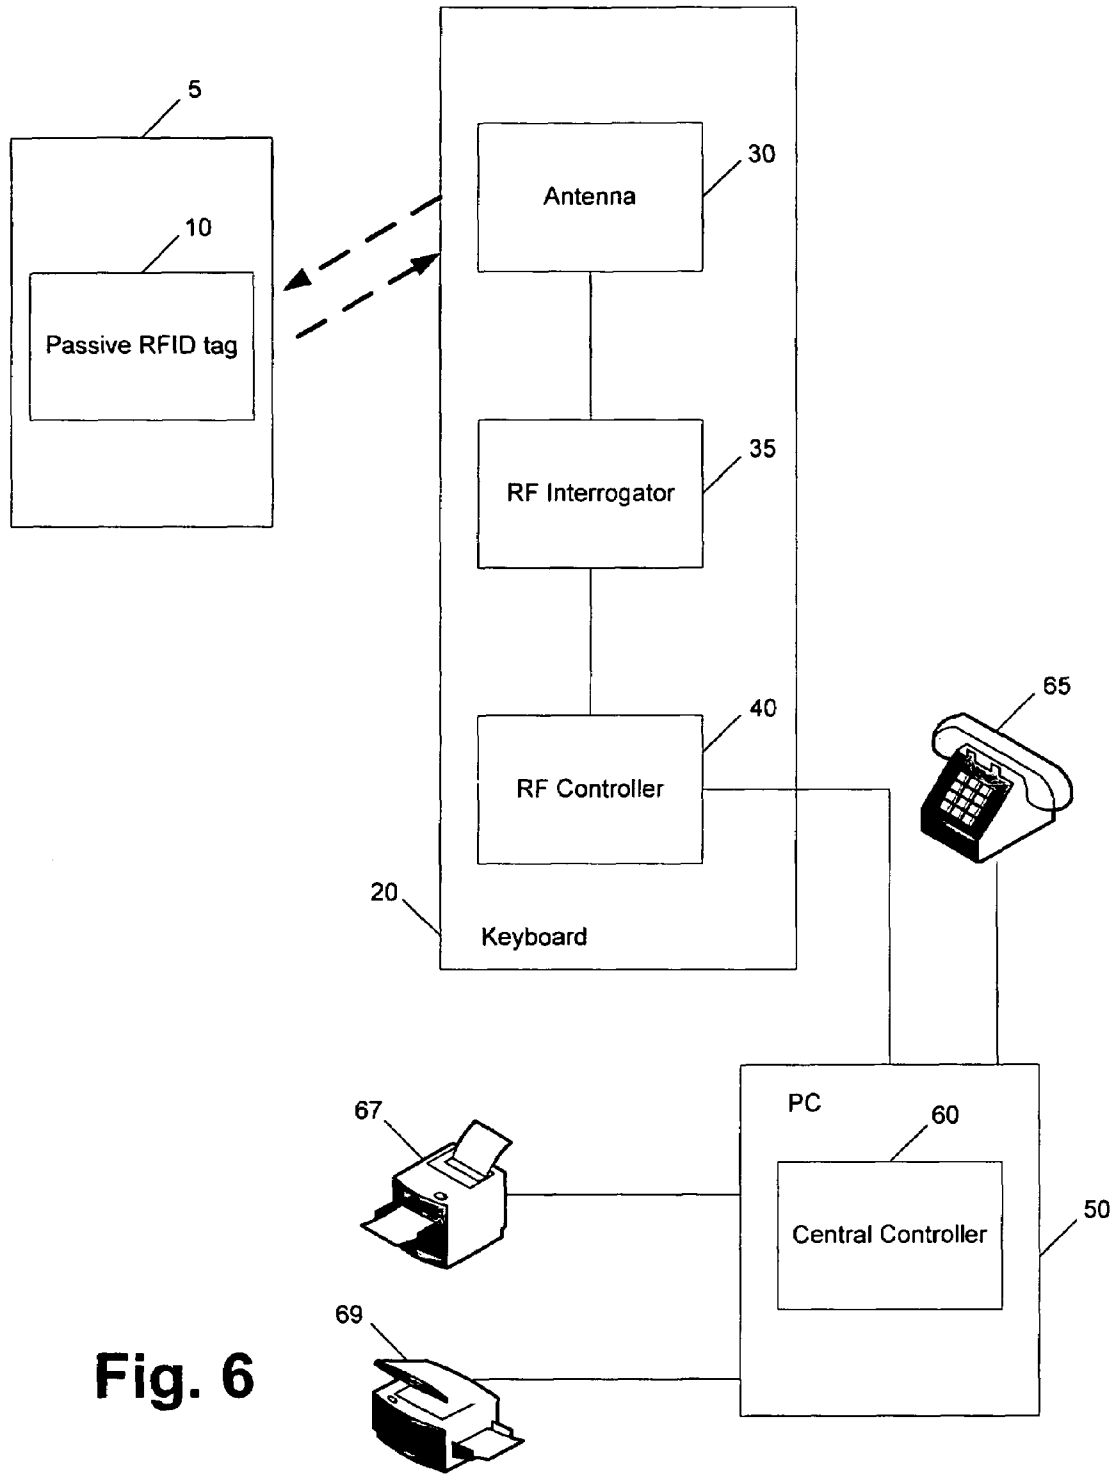 5
10
Passive RFID tag
Antenna
30
RF Interrogator
35
RF Controller
40
20
Keyboard
65
PC
60
Central Controller
50
67
69
Fig. 6